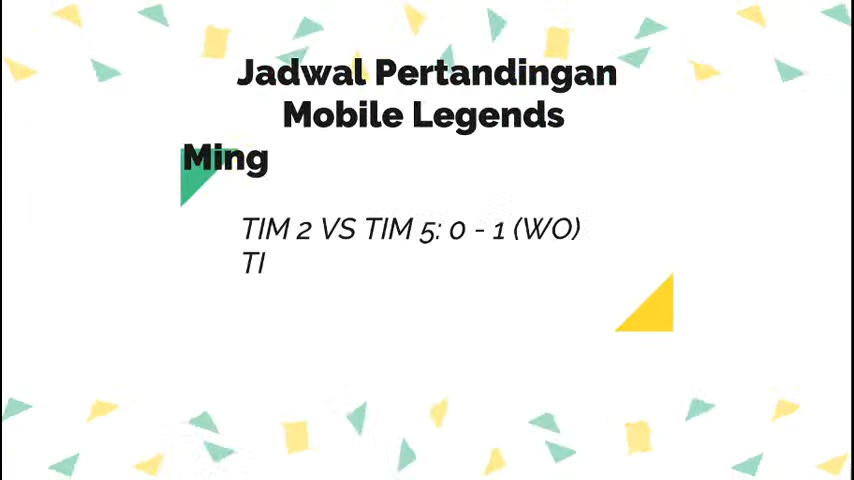 Jadwal Pertandingan
Mobile Legends
Ming
TIM 2 VS TIM 5: 0 - 1 (WO)
TI